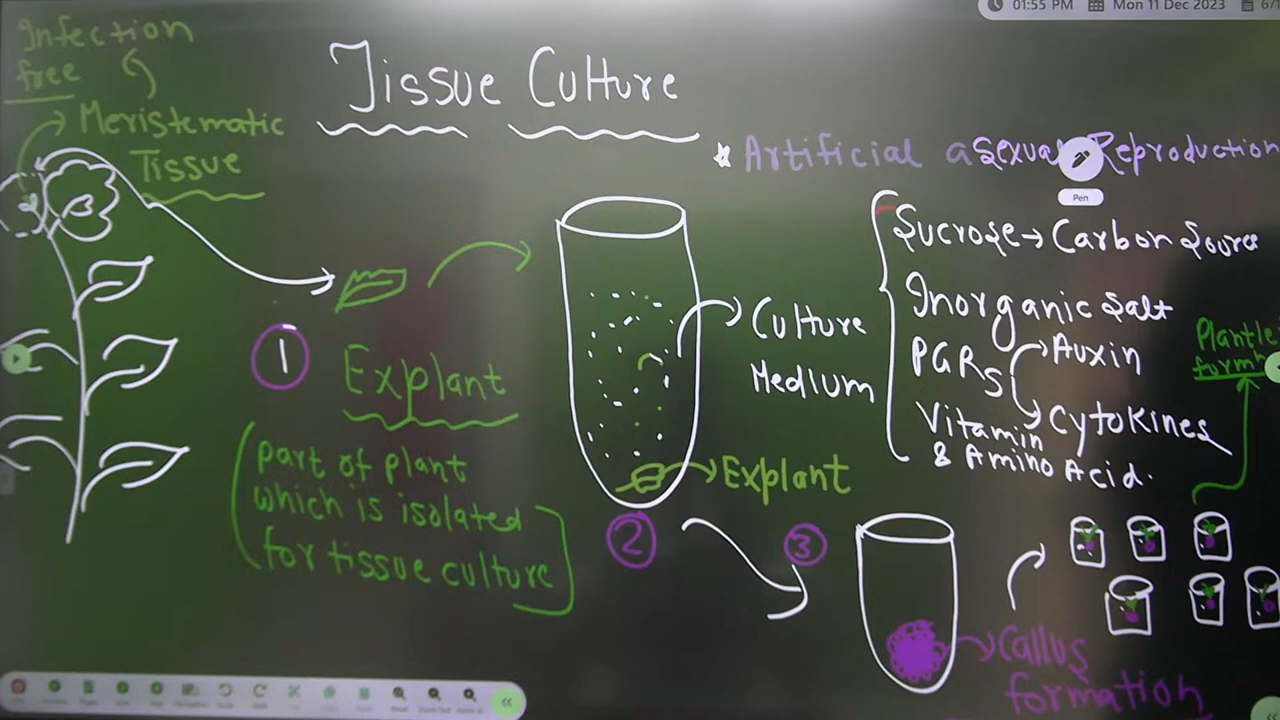 01:55 PM Mon 11 Dec 2023
Infection
free
Meristematic
Tissue
Tissue Culture
Artificial asexual Reproduction
Pen
Sucrose → Carbon Source
Inorganic Salt
PGRs Auxin
Cytokines
Vitamin
& Amino Acid.
Culture
Medium
1
Explant
(part of plant
which is isolated
for tissue culture)
Explant
2
3
Callus
formation
Plantle
form